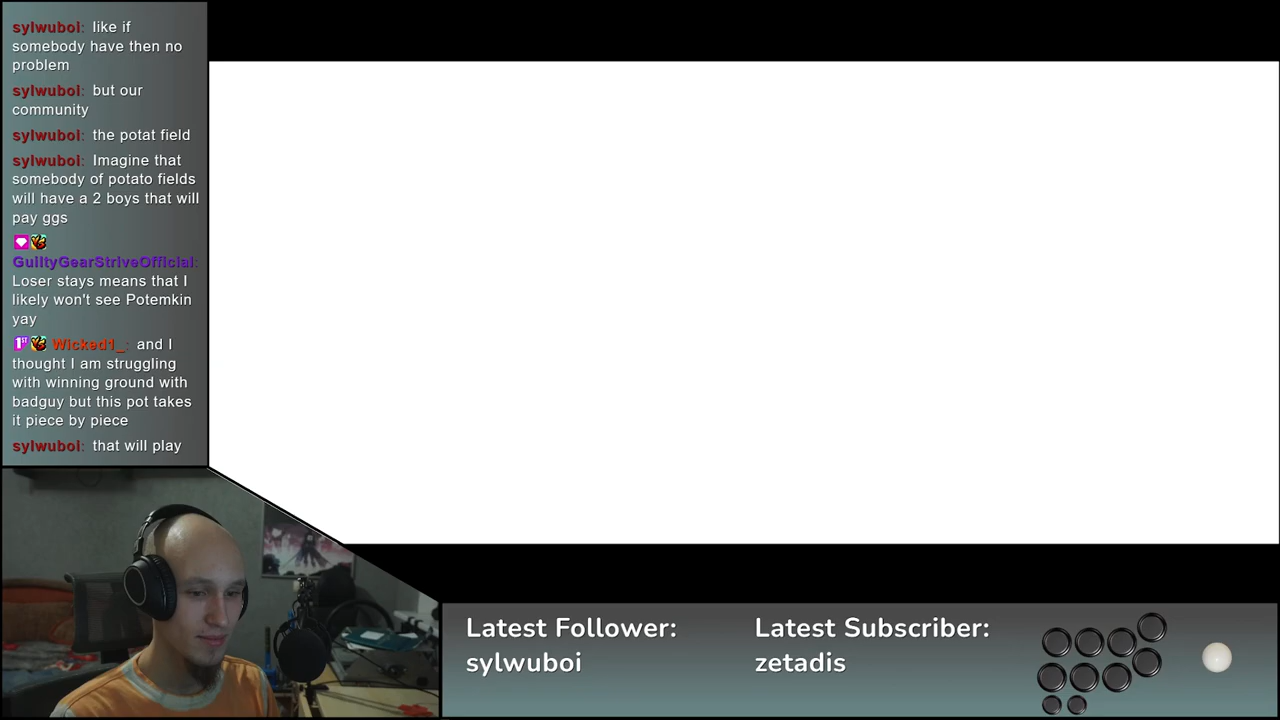 sylwuboi: like if
somebody have then no
problem
sylwuboi: but our
community
sylwuboi: the potat field
sylwuboi: Imagine that
somebody of potato fields
will have a 2 boys that will
pay ggs
GuiltyGearStriveOfficial:
Loser stays means that I
likely won't see Potemkin
yay
1ST Wicked1_: and I
thought I am struggling
with winning ground with
badguy but this pot takes
it piece by piece
sylwuboi: that will play
Latest Follower:
sylwuboi
Latest Subscriber:
zetadis